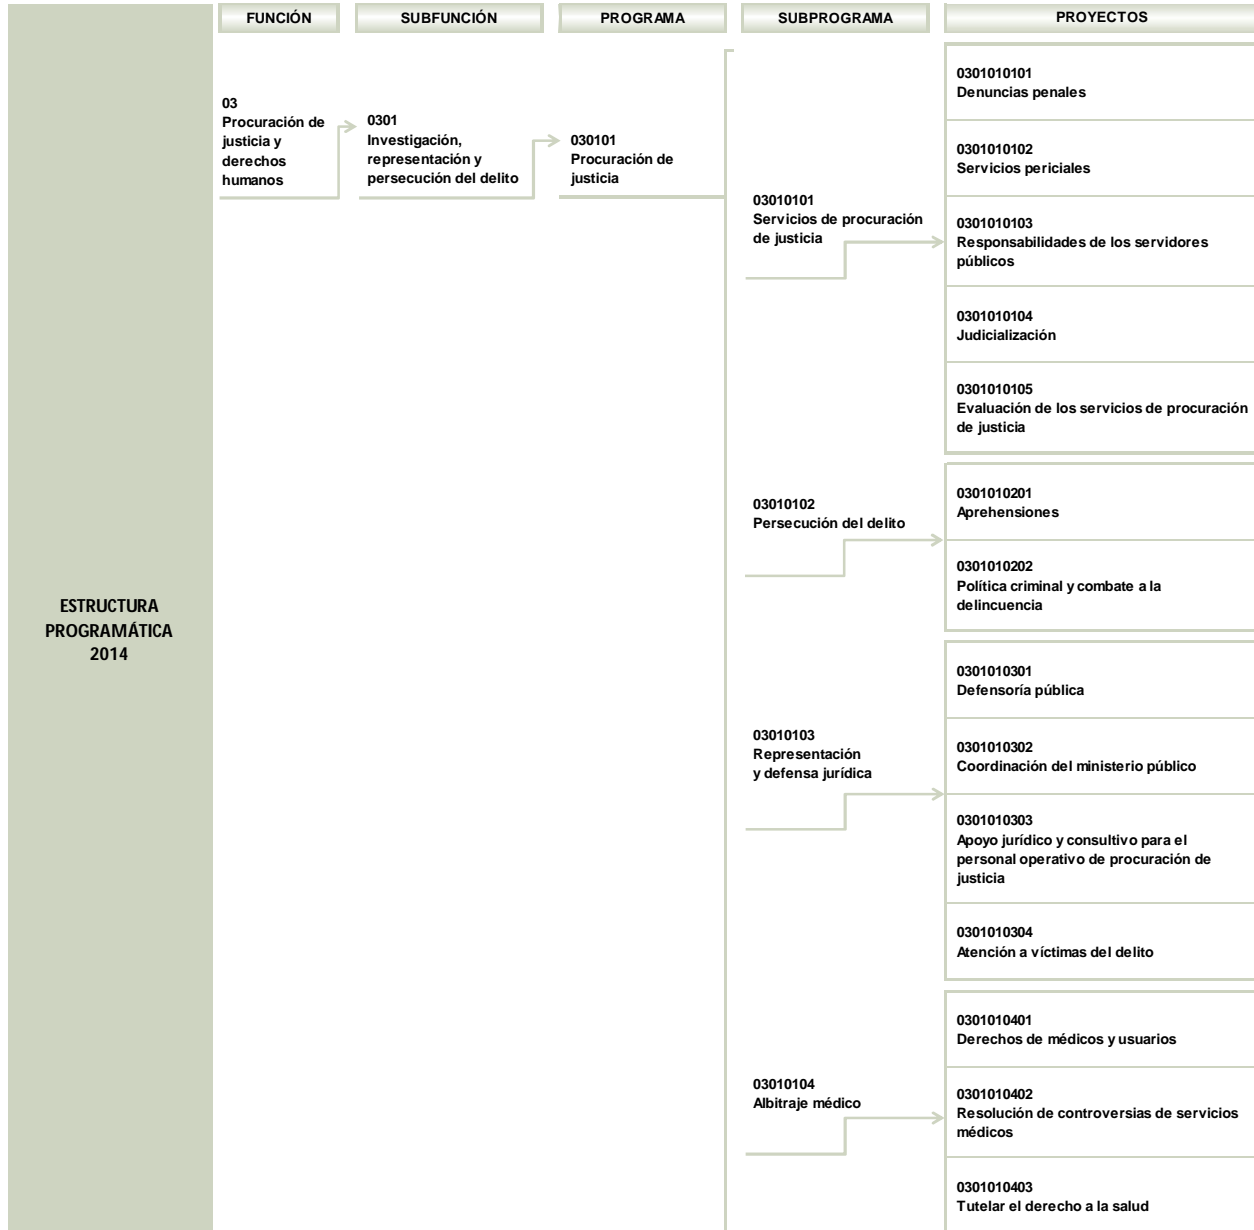 FUNCIÓN
SUBFUNCIÓN
PROGRAMA
SUBPROGRAMA
PROYECTOS
ESTRUCTURA
PROGRAMÁTICA
2014
03
Procuración de
justicia y
derechos
humanos
0301
Investigación,
representación y
persecución del delito
030101
Procuración de
justicia
03010101
Servicios de procuración
de justicia
0301010101
Denuncias penales
0301010102
Servicios periciales
0301010103
Responsabilidades de los servidores
públicos
0301010104
Judicialización
0301010105
Evaluación de los servicios de procuración
de justicia
03010102
Persecución del delito
0301010201
Aprehensiones
0301010202
Política criminal y combate a la
delincuencia
03010103
Representación
y defensa jurídica
0301010301
Defensoría pública
0301010302
Coordinación del ministerio público
0301010303
Apoyo jurídico y consultivo para el
personal operativo de procuración de
justicia
0301010304
Atención a víctimas del delito
03010104
Albitraje médico
0301010401
Derechos de médicos y usuarios
0301010402
Resolución de controversias de servicios
médicos
0301010403
Tutelar el derecho a la salud